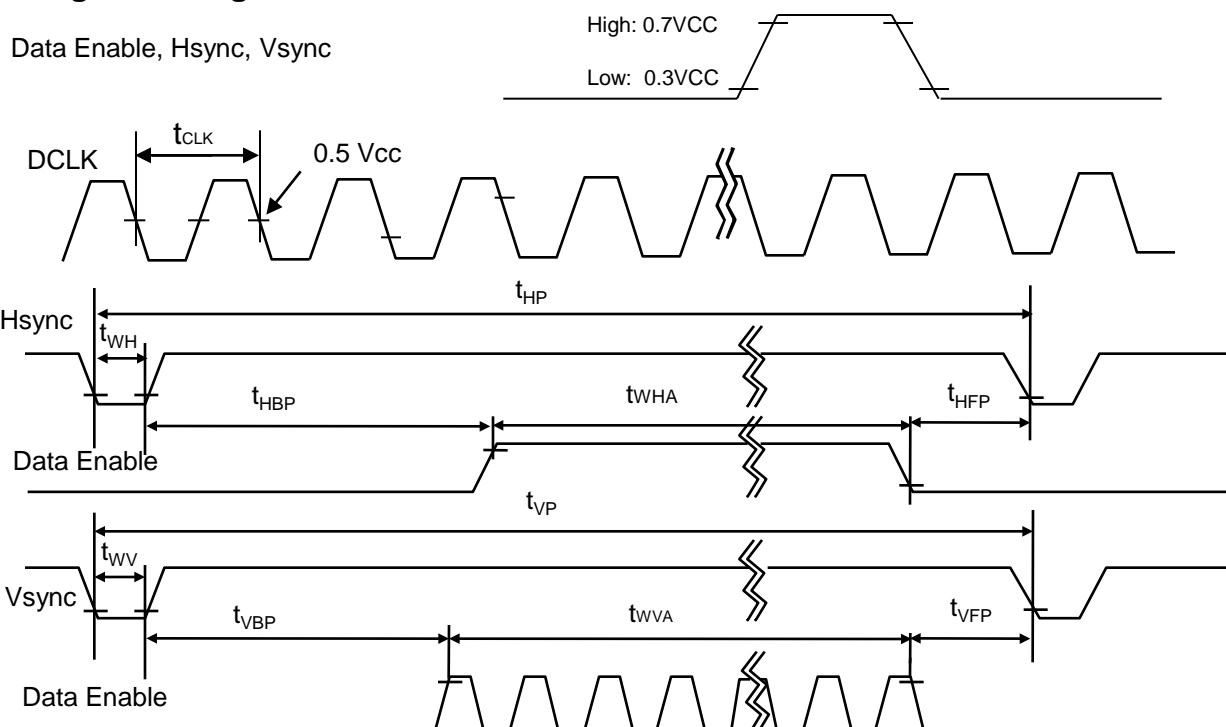 Data Enable, Hsync, Vsync
High: 0.7VCC
Low: 0.3VCC
DCLK
tCLK
0.5 Vcc
tHP
Hsync
tWH
tHBP
tWHA
tHFP
Data Enable
tVP
tWV
Vsync
tVBP
tWVA
tVFP
Data Enable